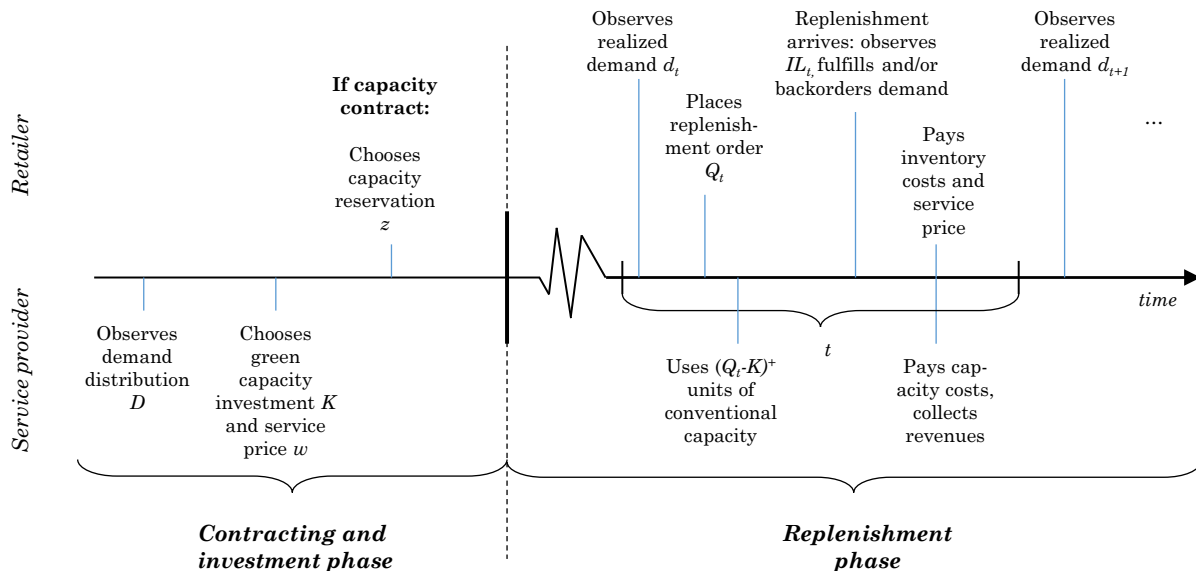 Retailer
Service provider
If capacity
contract:
Chooses
capacity
reservation
z
Observes
demand
distribution
D
Chooses
green
capacity
investment K
and service
price w
Contracting and
investment phase
Observes
realized
demand dt
Places
replenish-
ment order
Qt
Replenishment
arrives: observes
ILt, fulfills and/or
backorders demand
Pays
inventory
costs and
service
price
Observes
realized
demand dt+1
...
time
t
Uses (Qt-K)+
units of
conventional
capacity
Pays cap-
acity costs,
collects
revenues
Replenishment
phase